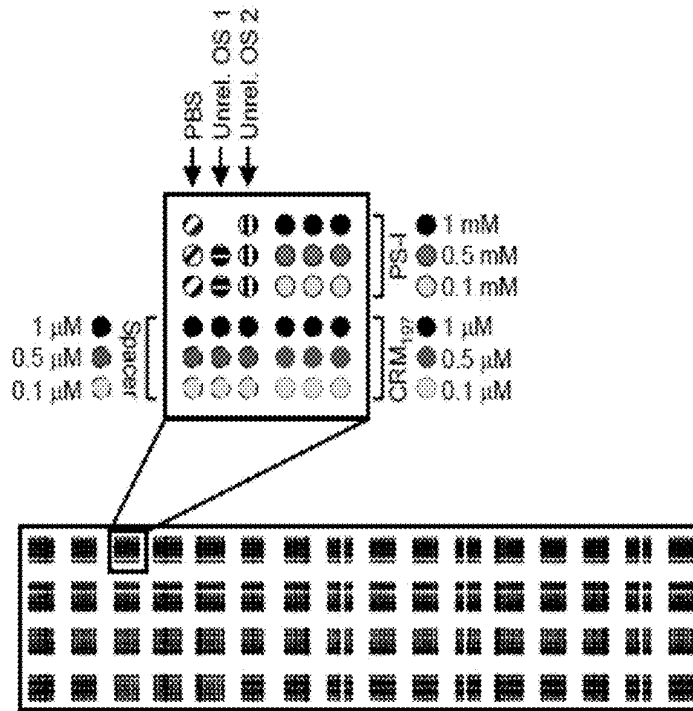 PBS
Unrel. OS 1
Unrel. OS 2
PS-I
1 mM
0.5 mM
0.1 mM
1 µM
0.5 µM
0.1 µM
Spacer
CRM197
1 µM
0.5 µM
0.1 µM